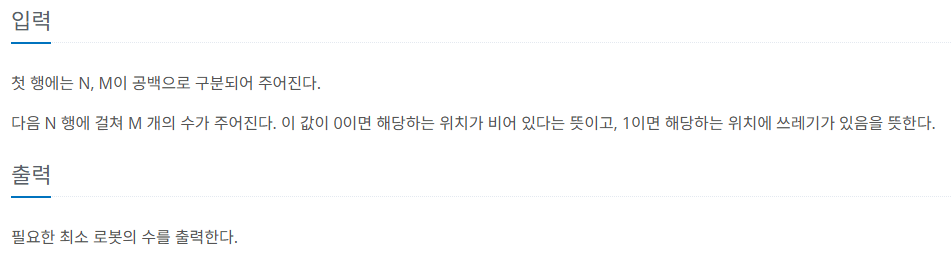 입력
첫 행에는 N, M이 공백으로 구분되어 주어진다.
다음 N 행에 걸쳐 M 개의 수가 주어진다. 이 값이 0이면 해당하는 위치가 비어 있다는 뜻이고, 1이면 해당하는 위치에 쓰레기가 있음을 뜻한다.
출력
필요한 최소 로봇의 수를 출력한다.